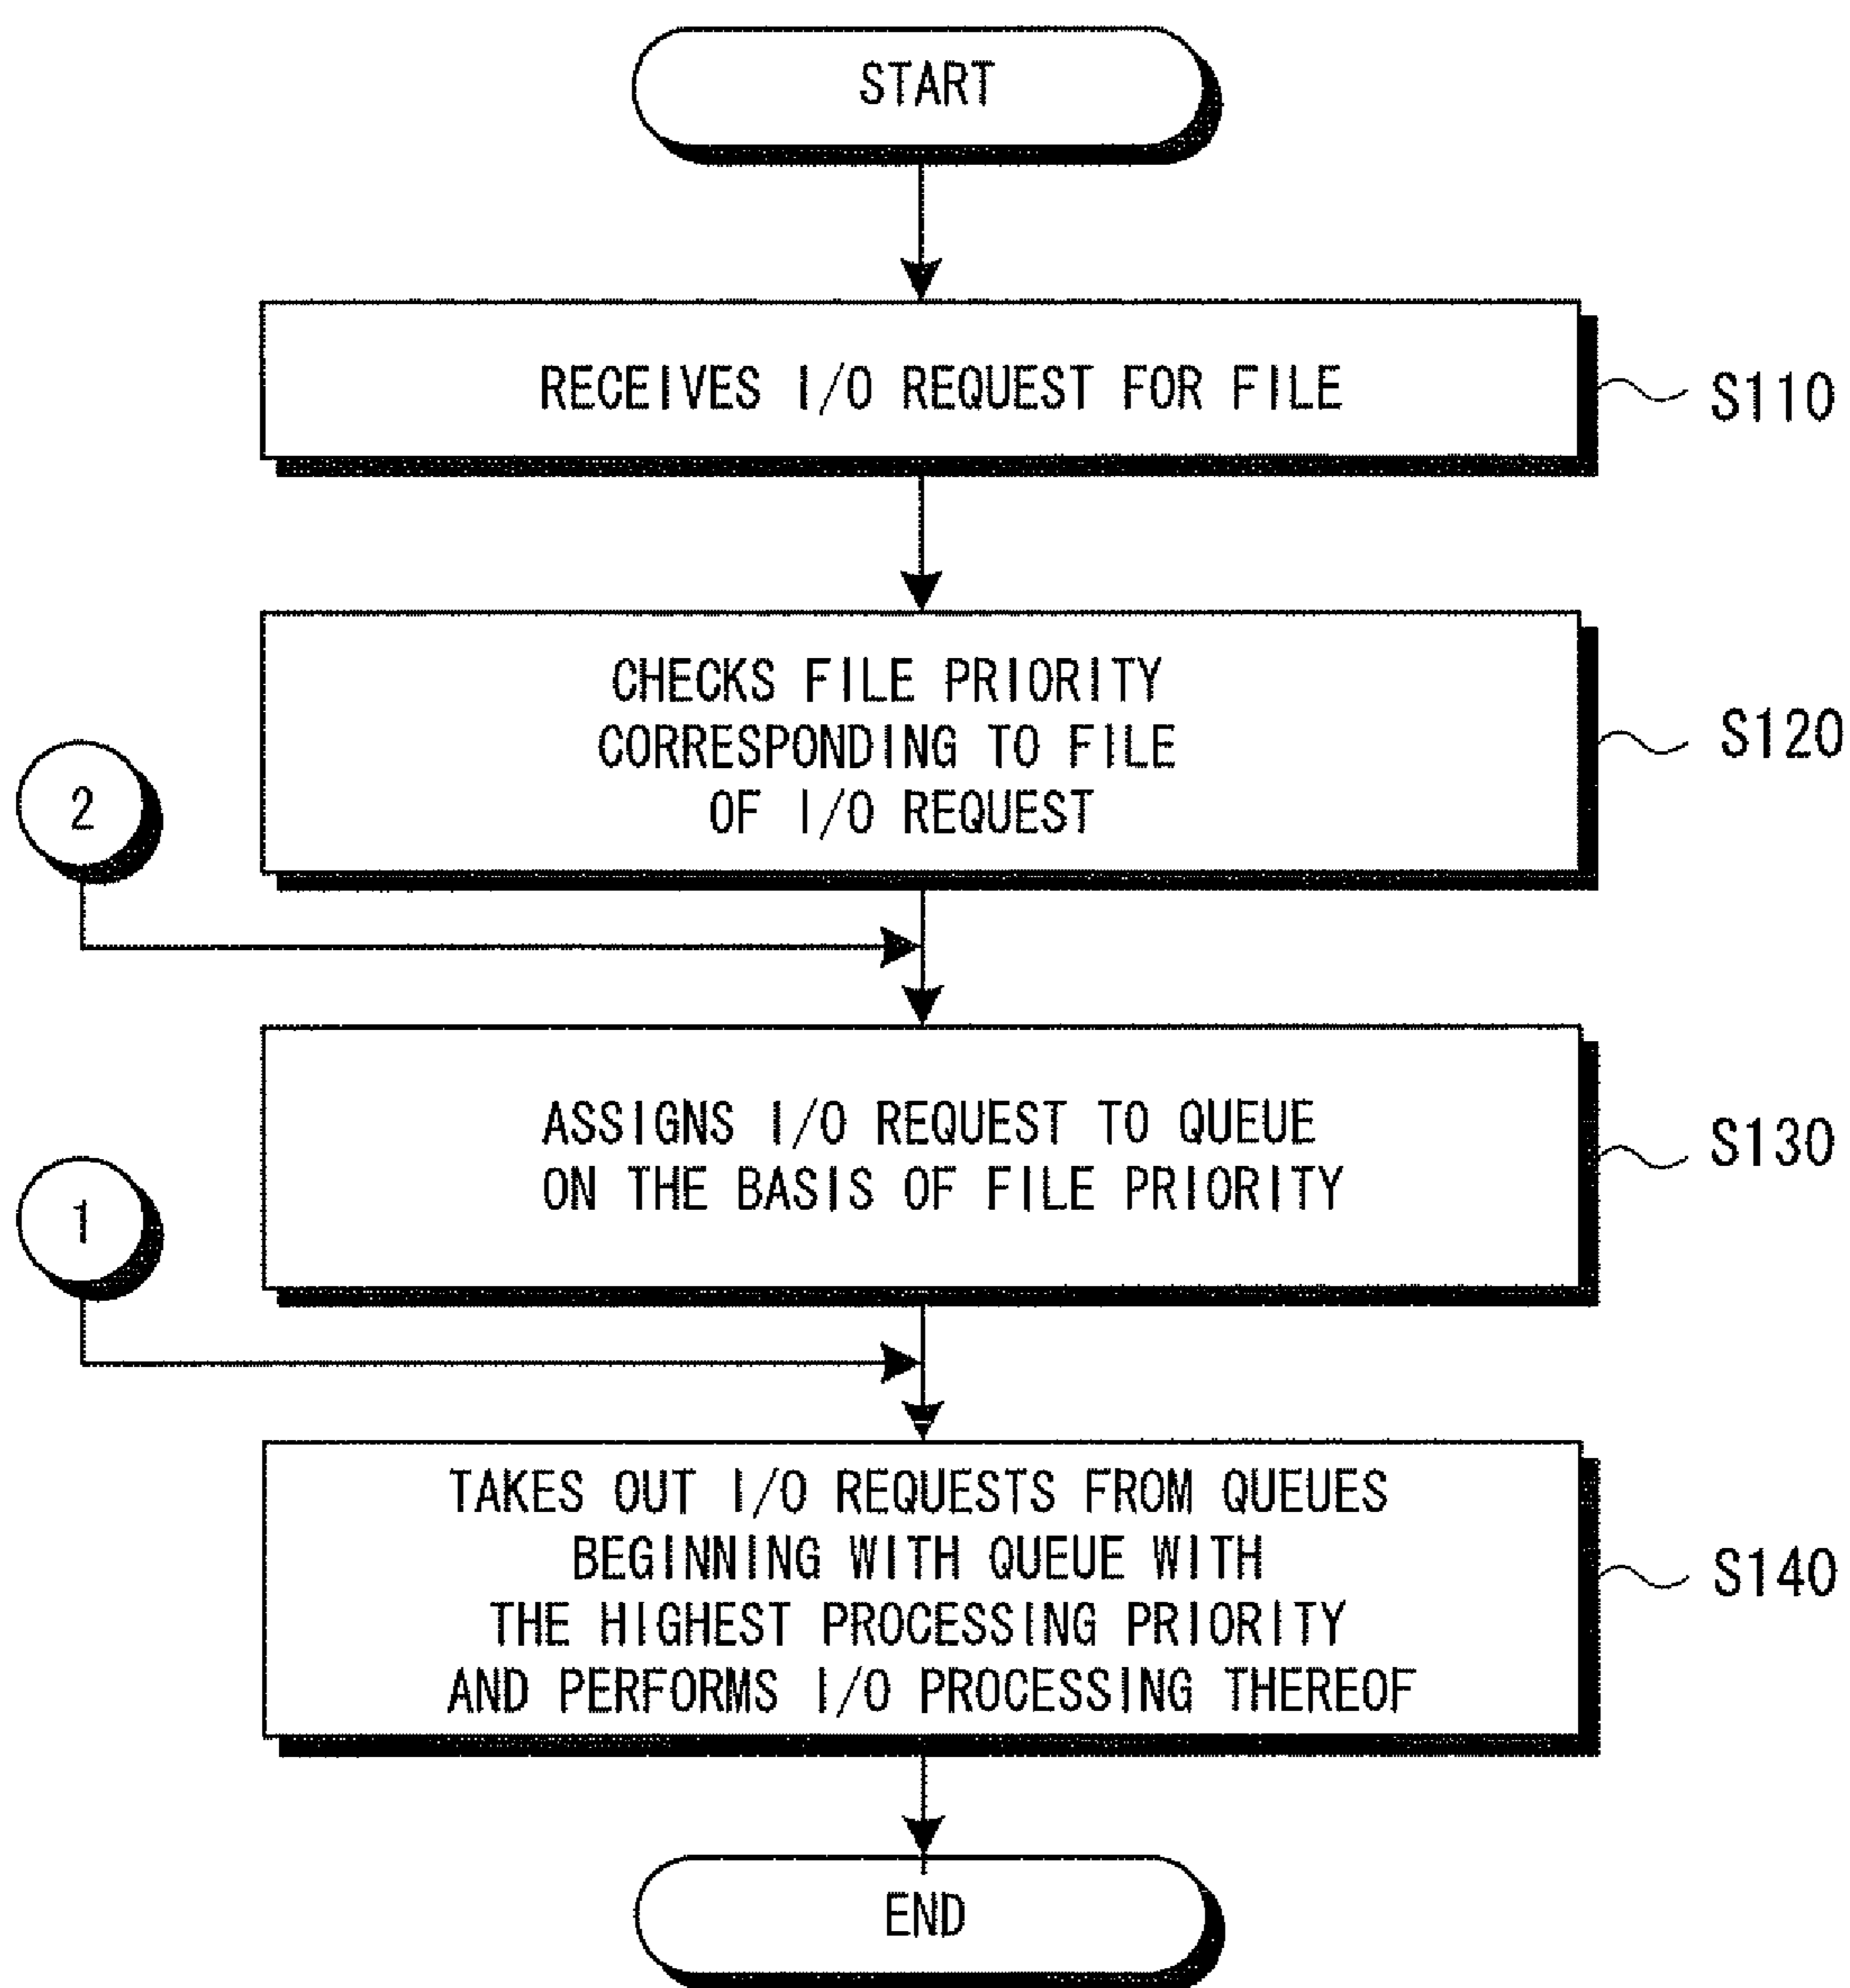 START
RECEIVES I/O REQUEST FOR FILE
S110
CHECKS FILE PRIORITY
CORRESPONDING TO FILE
OF I/O REQUEST
S120
2
ASSIGNS I/O REQUEST TO QUEUE
ON THE BASIS OF FILE PRIORITY
S130
1
TAKES OUT I/O REQUESTS FROM QUEUES
BEGINNING WITH QUEUE WITH
THE HIGHEST PROCESSING PRIORITY
AND PERFORMS I/O PROCESSING THEREOF
S140
END